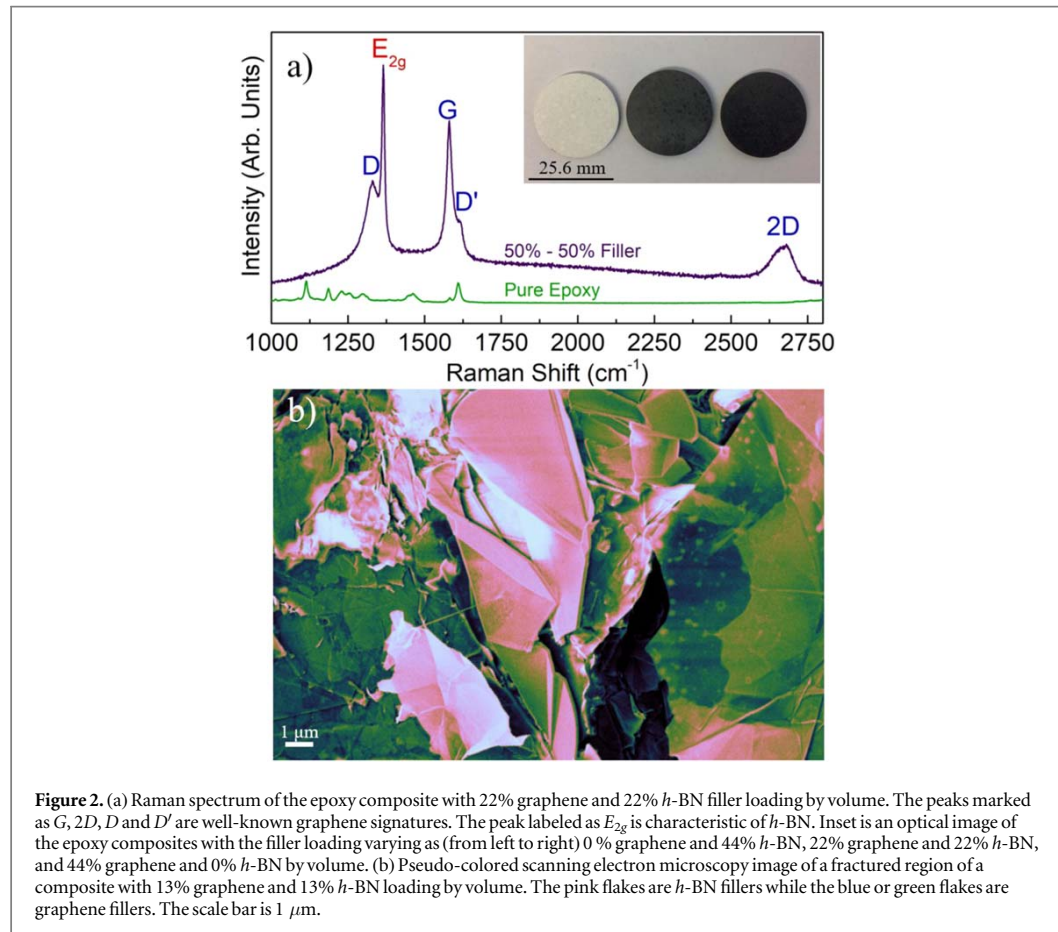 a)
E2g
D
G
D'
2D
25.6 mm
50% - 50% Filler
Pure Epoxy
Intensity (Arb. Units)
1000 1250 1500 1750 2000 2250 2500 2750
Raman Shift (cm-1)
b)
1 μm
Figure 2. (a) Raman spectrum of the epoxy composite with 22% graphene and 22% h-BN filler loading by volume. The peaks marked
as G, 2D, D and D′ are well-known graphene signatures. The peak labeled as E2g is characteristic of h-BN. Inset is an optical image of
the epoxy composites with the filler loading varying as (from left to right) 0 % graphene and 44% h-BN, 22% graphene and 22% h-BN,
and 44% graphene and 0% h-BN by volume. (b) Pseudo-colored scanning electron microscopy image of a fractured region of a
composite with 13% graphene and 13% h-BN loading by volume. The pink flakes are h-BN fillers while the blue or green flakes are
graphene fillers. The scale bar is 1 μm.